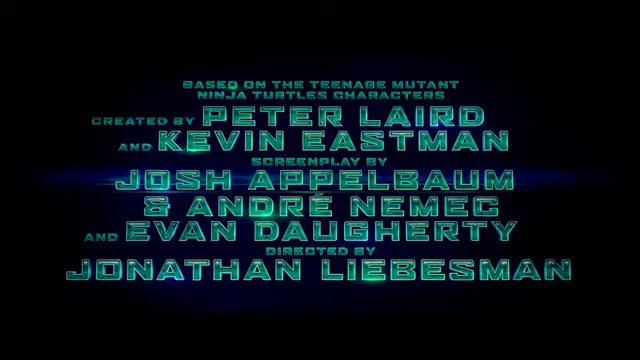 BASED ON THE TEENAGE MUTANT
NINJA TURTLES CHARACTERS
CREATED BY PETER LAIRD
AND KEVIN EASTMAN
SCREENPLAY BY
JOSH APPELBAUM
& ANDRÉ NEMEC
AND EVAN DAUGHERTY
DIRECTED BY
JONATHAN LIEBESMAN